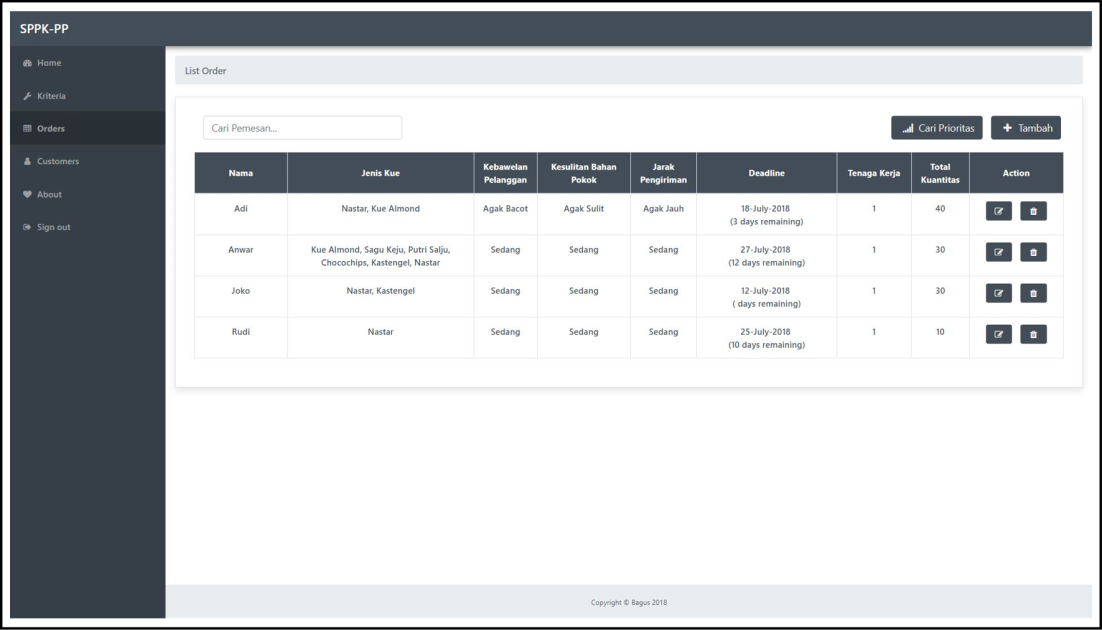 SPPK-PP
Home
Kriteria
Orders
Customers
About
Sign out
List Order
Cari Pemesan...
Cari Prioritas
Tambah
Nama Jenis Kue Kebawelan Pelanggan Kesulitan Bahan Pokok Jarak Pengiriman Deadline Tenaga Kerja Total Kuantitas Action
Adi Nastar, Kue Almond Agak Bacot Agak Sulit Agak Jauh 18-July-2018 1 40
(3 days remaining)
Anwar Kue Almond, Sagu Keju, Putri Salju, Sedang Sedang Sedang 27-July-2018 1 30
Chocochips, Kastengel, Nastar (12 days remaining)
Joko Nastar, Kastengel Sedang Sedang Sedang 12-July-2018 1 30
( days remaining)
Rudi Nastar Sedang Sedang Sedang 25-July-2018 1 10
(10 days remaining)
Copyright © Bagus 2018